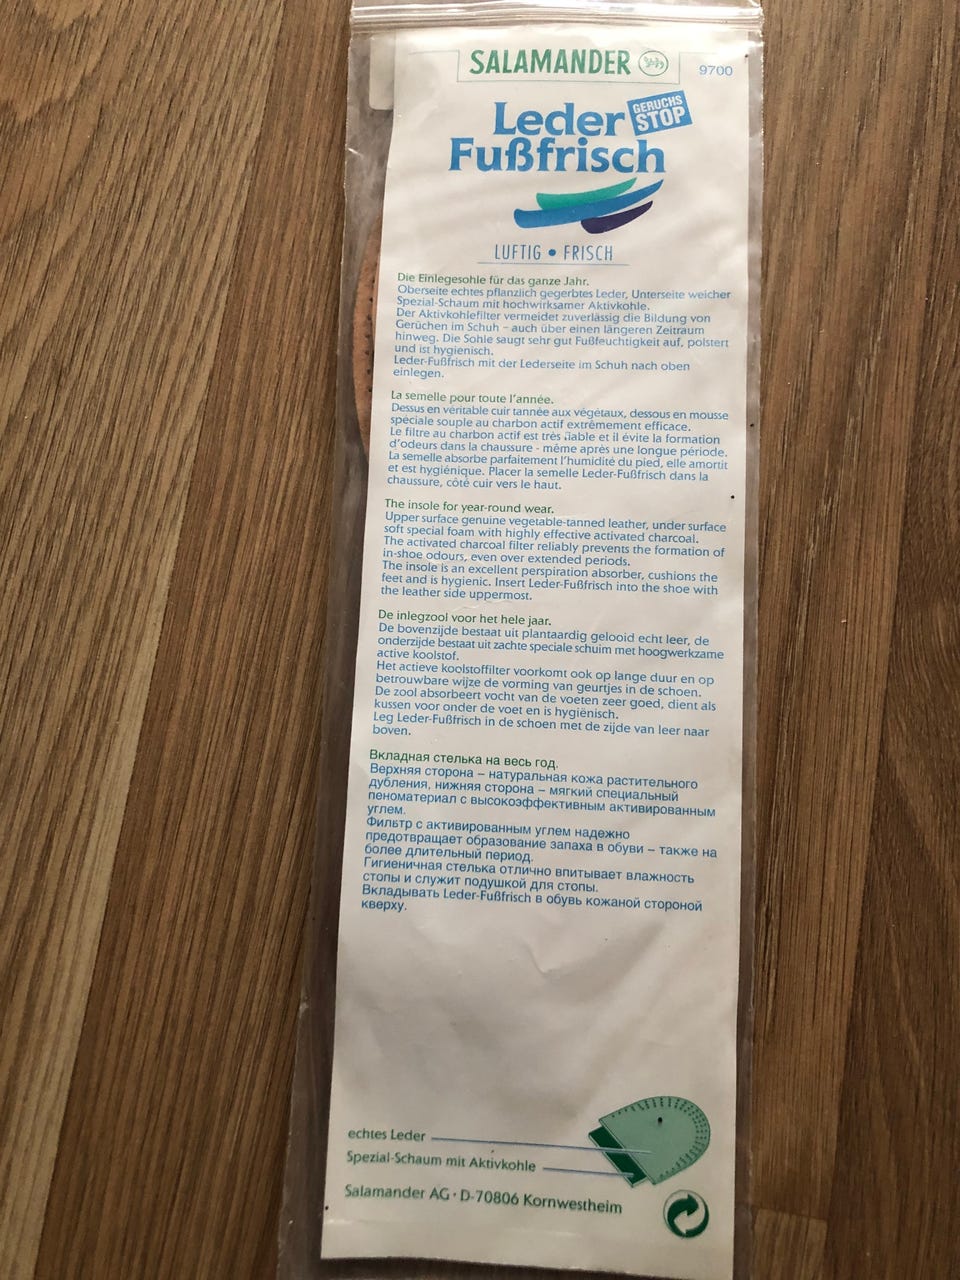 SALAMANDER
9700
Leder
GERUCHS
STOP
Fußfrisch
LUFTIG • FRISCH
Die Einlegesohle für das ganze Jahr.
Oberseite echtes pflanzlich gegerbtes Leder, Unterseite weicher
Spezial-Schaum mit hochwirksamer Aktivkohle.
Der Aktivkohlefilter vermeidet zuverlässig die Bildung von
Gerüchen im Schuh – auch über einen längeren Zeitraum
hinweg. Die Sohle saugt sehr gut Fußfeuchtigkeit auf, polstert
und ist hygienisch.
Leder-Fußfrisch mit der Lederseite im Schuh nach oben
einlegen.
La semelle pour toute l'année.
Dessus en véritable cuir tannée aux végétaux, dessous en mousse
spéciale souple au charbon actif extrêmement efficace.
Le filtre au charbon actif est très fiable et il évite la formation
d'odeurs dans la chaussure - même après une longue période.
La semelle absorbe parfaitement l'humidité du pied, elle amortit
et est hygiénique. Placer la semelle Leder-Fußfrisch dans la
chaussure, côté cuir vers le haut.
The insole for year-round wear.
Upper surface genuine vegetable-tanned leather, under surface
soft special foam with highly effective activated charcoal.
The activated charcoal filter reliably prevents the formation of
in-shoe odours, even over extended periods.
The insole is an excellent perspiration absorber, cushions the
feet and is hygienic. Insert Leder-Fußfrisch into the shoe with
the leather side uppermost.
De inlegzool voor het hele jaar.
De bovenzijde bestaat uit plantaardig gelooid echt leer, de
onderzijde bestaat uit zachte speciale schuim met hoogwerkzame
active koolstof.
Het actieve koolstoffilter voorkomt ook op lange duur en op
betrouwbare wijze de vorming van geurtjes in de schoen.
De zool absorbeert vocht van de voeten zeer goed, dient als
kussen voor onder de voet en is hygiënisch.
Leg Leder-Fußfrisch in de schoen met de zijde van leer naar
boven.
Вкладная стелька на весь год.
Верхняя сторона – натуральная кожа растительного
дубления, нижняя сторона – мягкий специальный
пеноматериал с высокоэффективным активированным
углем.
Фильтр с активированным углем надежно
предотвращает образование запаха в обуви – также на
более длительный период.
Гигиеничная стелька отлично впитывает влажность
стопы и служит подушкой для стопы.
Вкладывать Leder-Fußfrisch в обувь кожаной стороной
кверху.
echtes Leder
Spezial-Schaum mit Aktivkohle
Salamander AG · D-70806 Kornwestheim